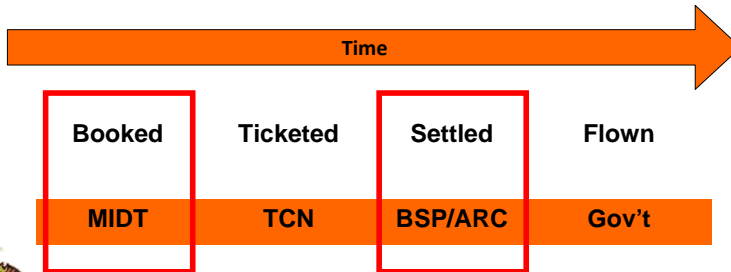 Time
Booked Ticketed Settled Flown
MIDT TCN BSP/ARC Gov't